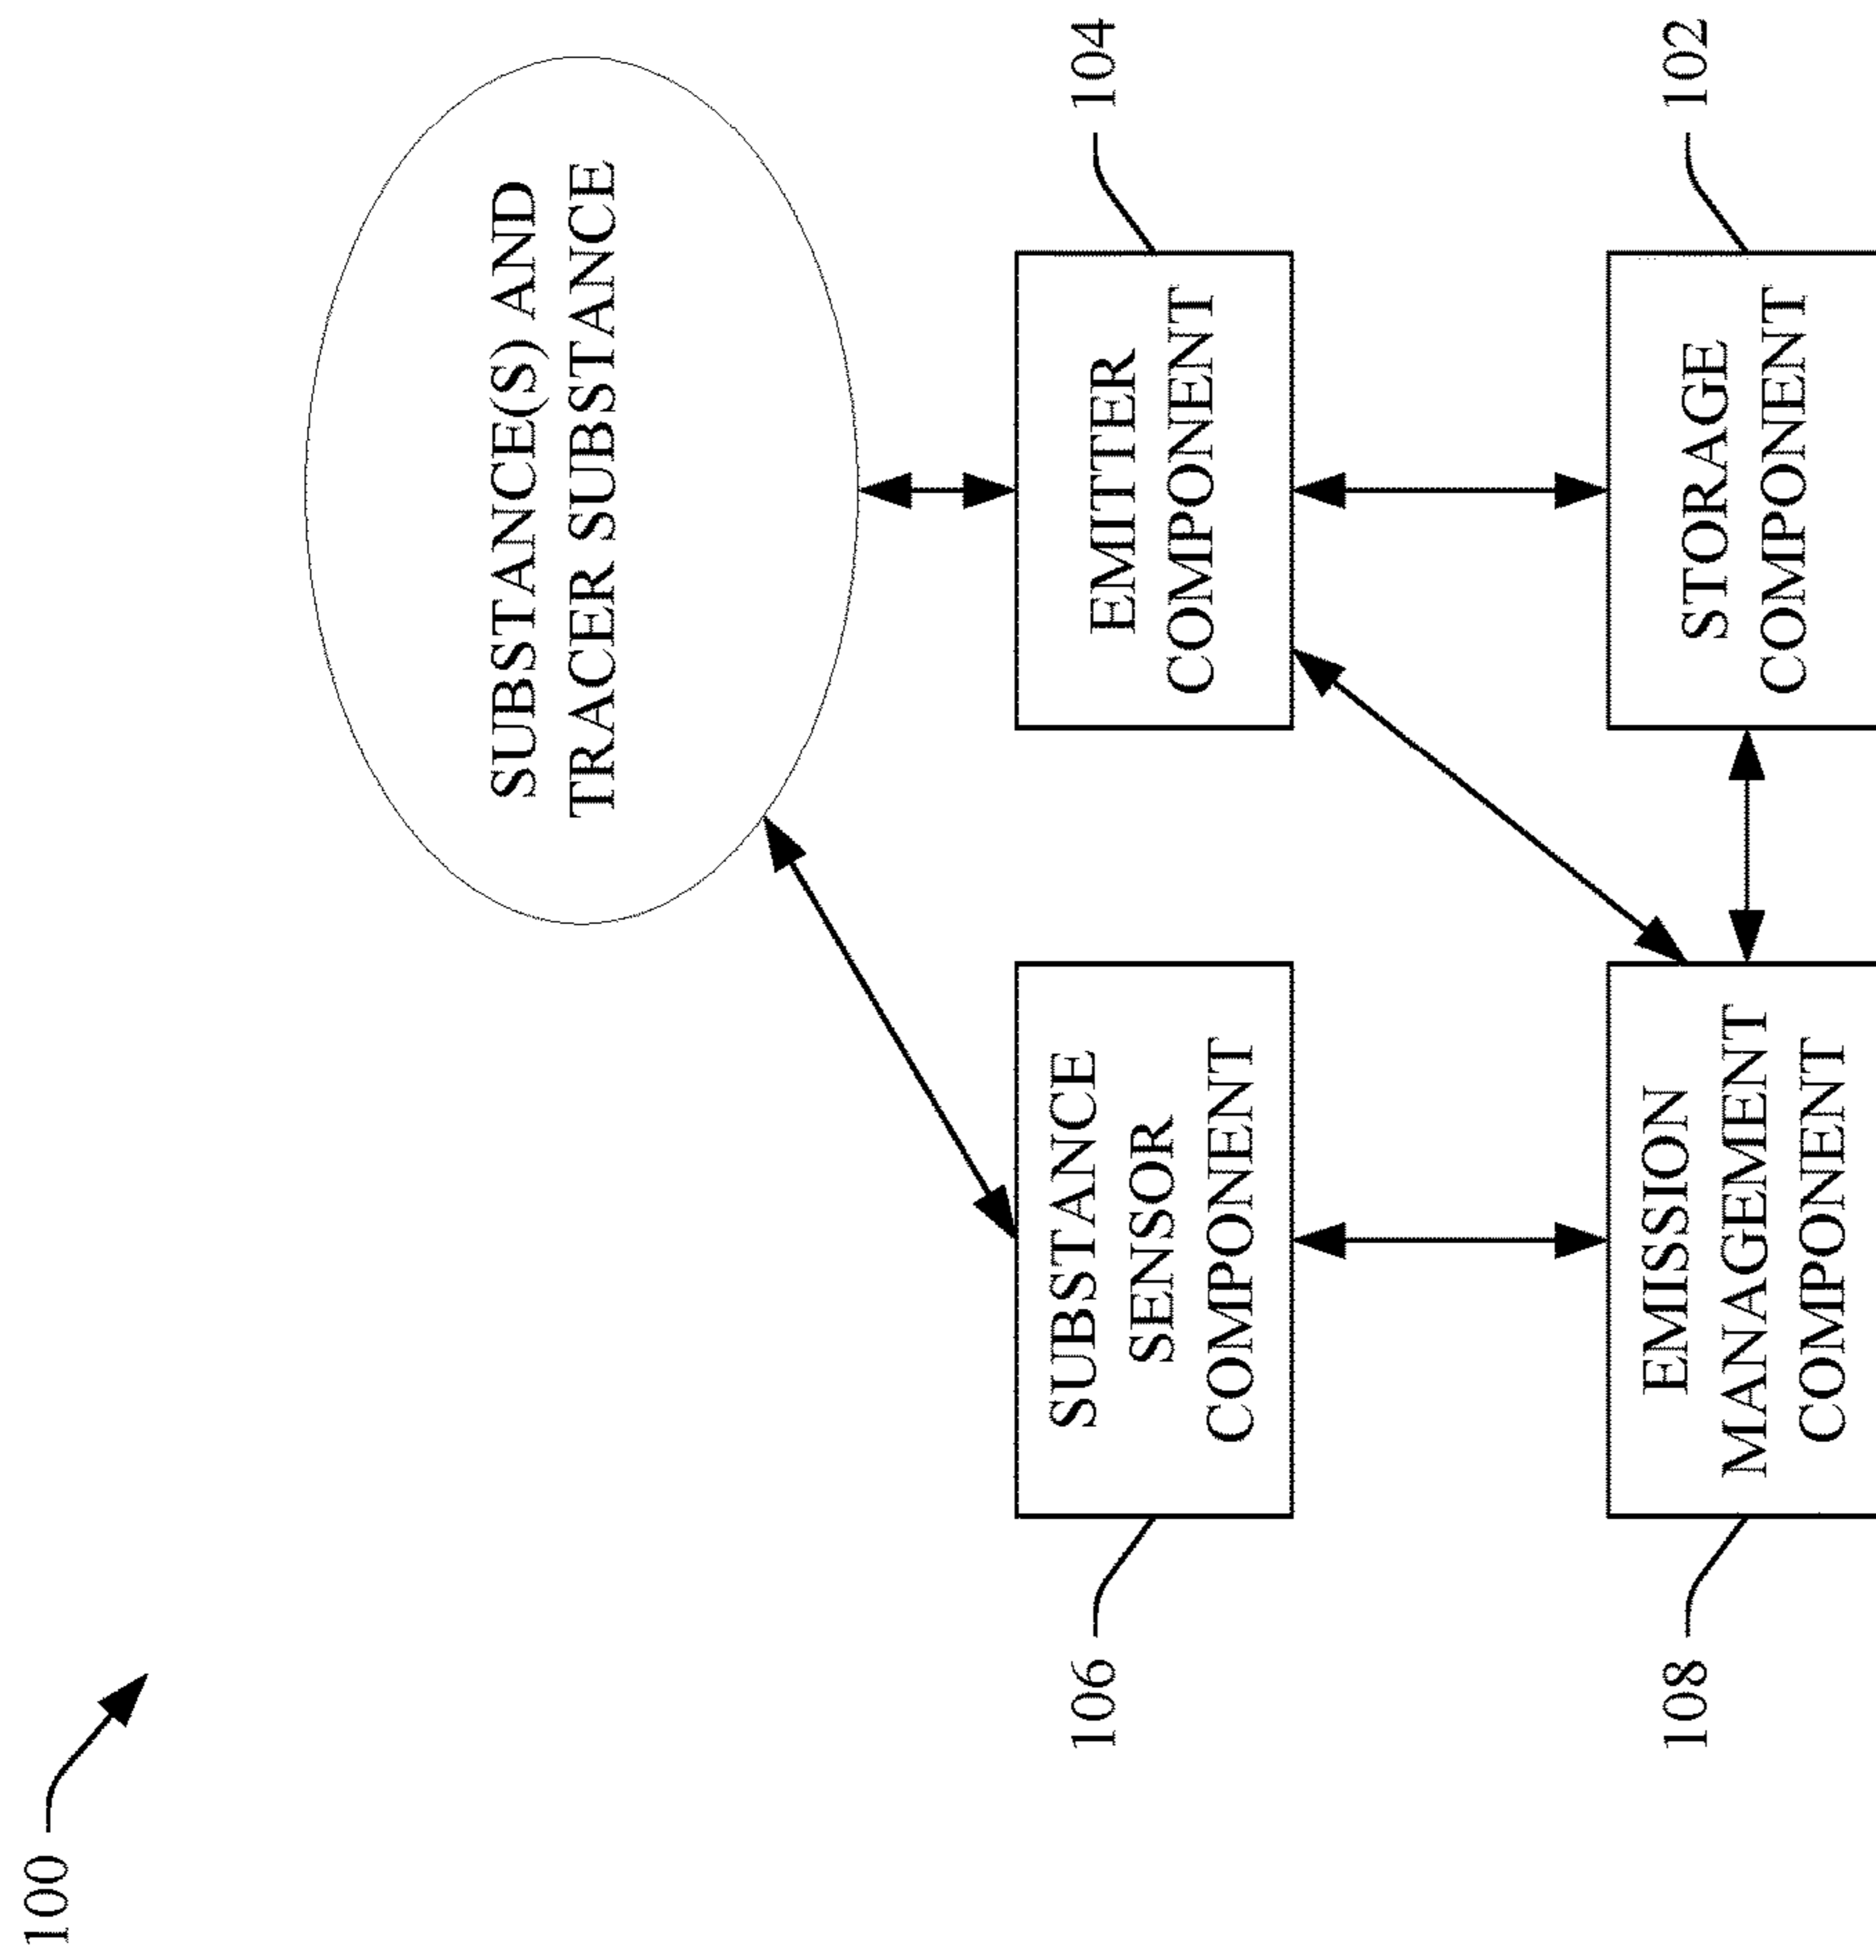 100
SUBSTANCE(S) AND
TRACER SUBSTANCE
106
SUBSTANCE
SENSOR
COMPONENT
EMITTER
COMPONENT
104
108
EMISSION
MANAGEMENT
COMPONENT
STORAGE
COMPONENT
102